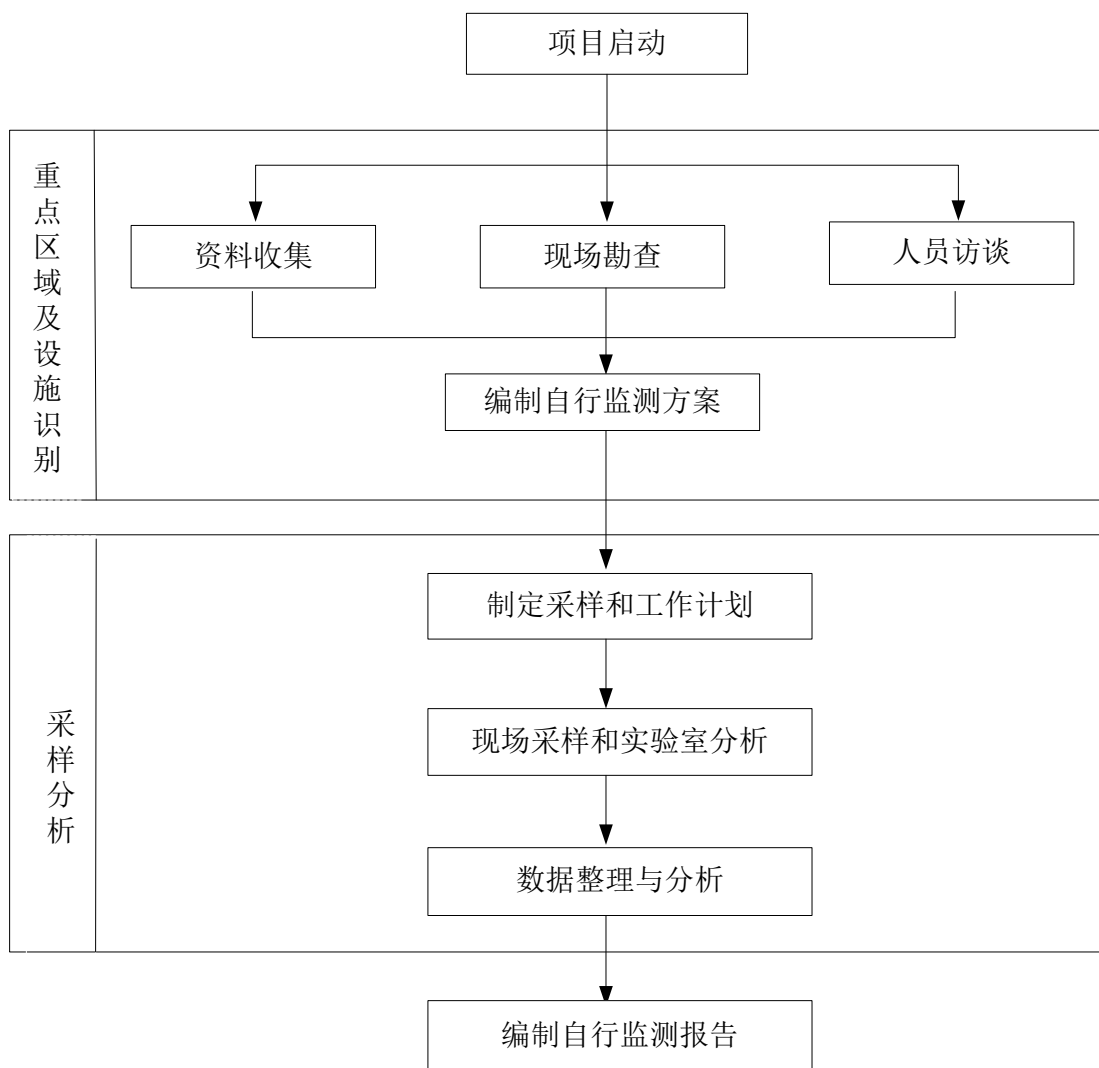 项目启动
重点区域及设施识别
资料收集
现场勘查
人员访谈
编制自行监测方案
采样分析
制定采样和工作计划
现场采样和实验室分析
数据整理与分析
编制自行监测报告